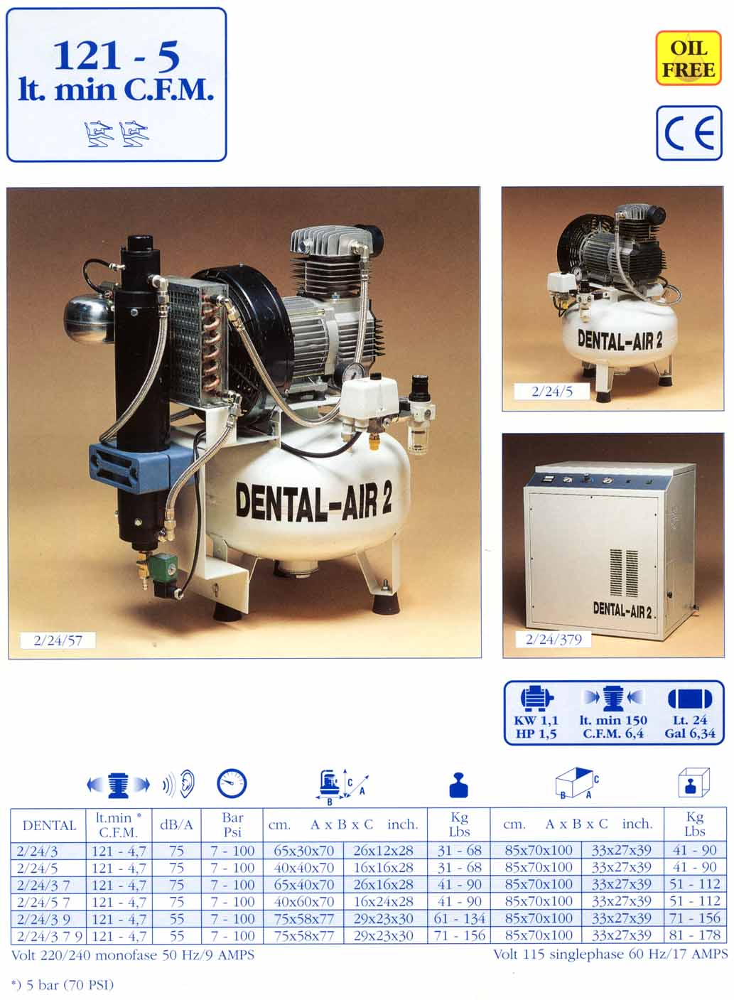 121 - 5
lt. min C.F.M.
OIL
FREE
CE
DENTAL-AIR 2
2/24/57
DENTAL-AIR 2
2/24/5
DENTAL-AIR 2
2/24/379
KW 1,1 lt. min 150 Lt. 24
HP 1,5 C.F.M. 6,4 Gal 6,34
C
A
B
C
B A
DENTAL lt.min * C.F.M. dB/A Bar Psi cm. A x B x C inch. Kg Lbs cm. A x B x C inch. Kg Lbs
2/24/3 121 - 4,7 75 7 - 100 65x30x70 26x12x28 31 - 68 85x70x100 33x27x39 41 - 90
2/24/5 121 - 4,7 75 7 - 100 40x40x70 16x16x28 31 - 68 85x70x100 33x27x39 41 - 90
2/24/3 7 121 - 4,7 75 7 - 100 65x40x70 26x16x28 41 - 90 85x70x100 33x27x39 51 - 112
2/24/5 7 121 - 4,7 75 7 - 100 40x60x70 16x24x28 41 - 90 85x70x100 33x27x39 51 - 112
2/24/3 9 121 - 4,7 55 7 - 100 75x58x77 29x23x30 61 - 134 85x70x100 33x27x39 71 - 156
2/24/3 7 9 121 - 4,7 55 7 - 100 75x58x77 29x23x30 71 - 156 85x70x100 33x27x39 81 - 178
Volt 220/240 monofase 50 Hz/9 AMPS Volt 115 singlephase 60 Hz/17 AMPS
*) 5 bar (70 PSI)